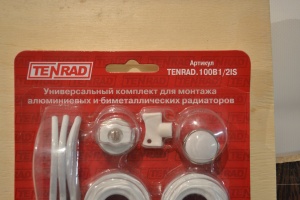 TENRAD
Артикул
TENRAD.100B1/2IS
Универсальный комплект для монтажа
алюминиевых и биметаллических радиаторов